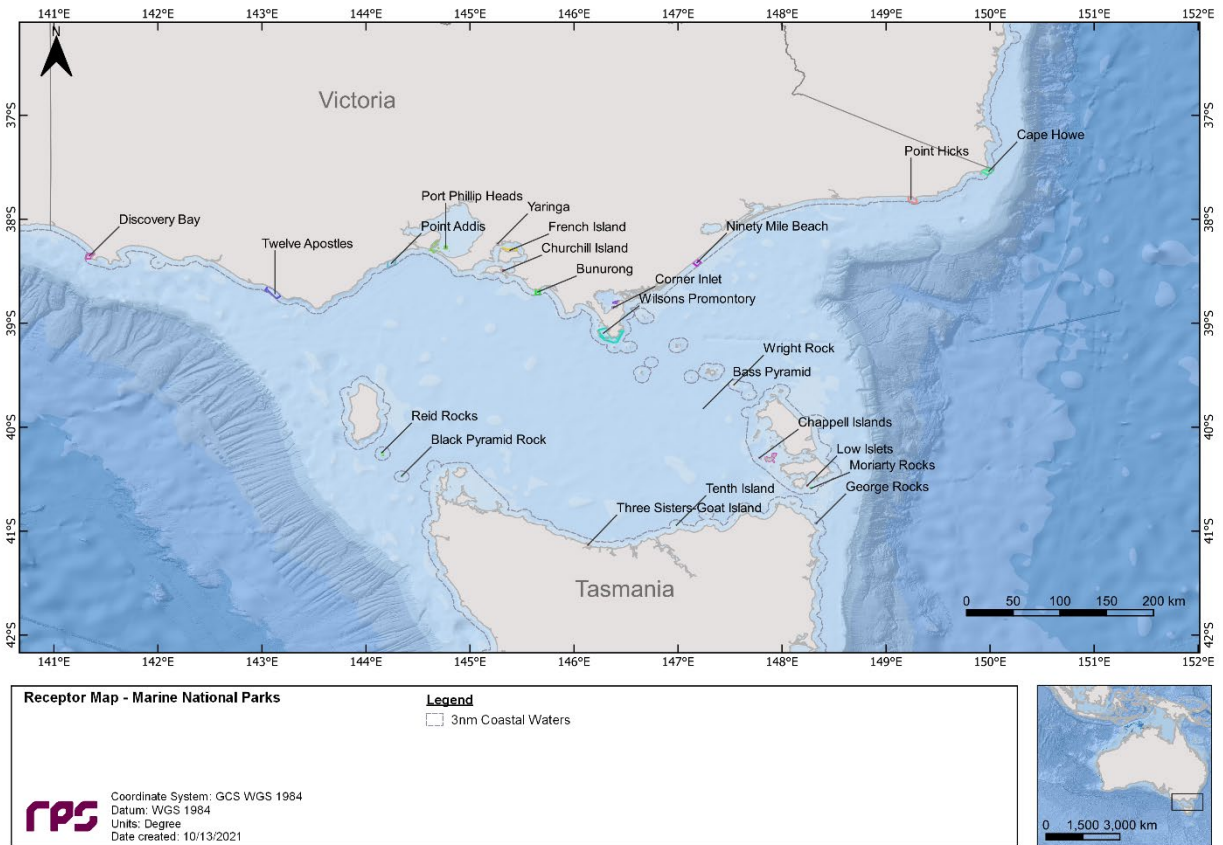 141°E 142°E 143°E 144°E 145°E 146°E 147°E 148°E 149°E 150°E 151°E 152°E
N
Victoria
37°S 37°S
Cape Howe
Point Hicks
38°S 38°S
Port Phillip Heads
Yaringa
Discovery Bay
Point Addis
French Island
Ninety Mile Beach
Twelve Apostles
Churchill Island
Bunurong
Corner Inlet
Wilsons Promontory
39°S 39°S
Wright Rock
Bass Pyramid
Reid Rocks
40°S 40°S
Chappell Islands
Black Pyramid Rock
Low Islets
Moriarty Rocks
George Rocks
Tenth Island
Three Sisters-Goat Island
41°S 41°S
Tasmania
0 50 100 150 200 km
42°S 42°S
141°E 142°E 143°E 144°E 145°E 146°E 147°E 148°E 149°E 150°E 151°E 152°E
Receptor Map - Marine National Parks
Legend
3nm Coastal Waters
rps
Coordinate System: GCS WGS 1984
Datum: WGS 1984
Units: Degree
Date created: 10/13/2021
0 1,500 3,000 km